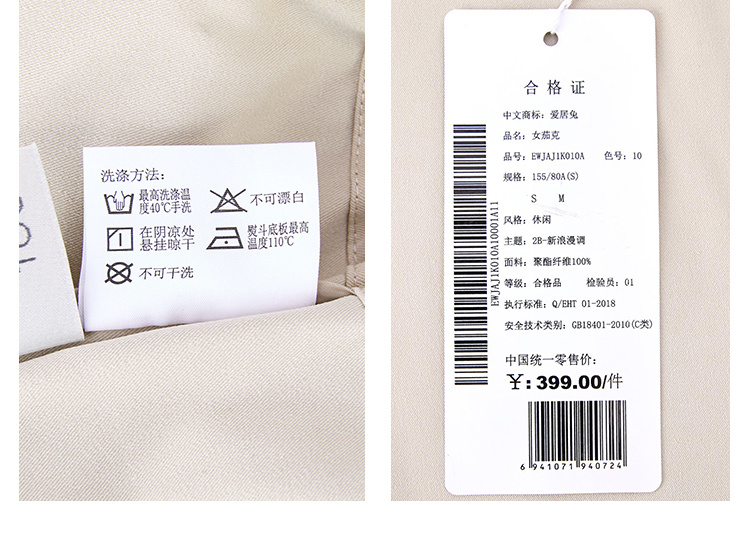 洗涤方法:
最高洗涤温
度40℃手洗
不可漂白
在阴凉处
悬挂晾干
熨斗底板最高
温度110℃
不可干洗
合格证
中文商标: 爱居兔
品名: 女茄克
品号: EWJAJ1K010A 色号: 10
规格: 155/80A(S)
S M
风格: 休闲
主题: 2B-新浪漫调
面料: 聚酯纤维100%
等级: 合格品 检验员: 01
执行标准: Q/EHT 01-2018
安全技术类别: GB18401-2010(C类)
中国统一零售价:
¥: 399.00/件
6 941071 940724
EWJAJ1K010A10001A11